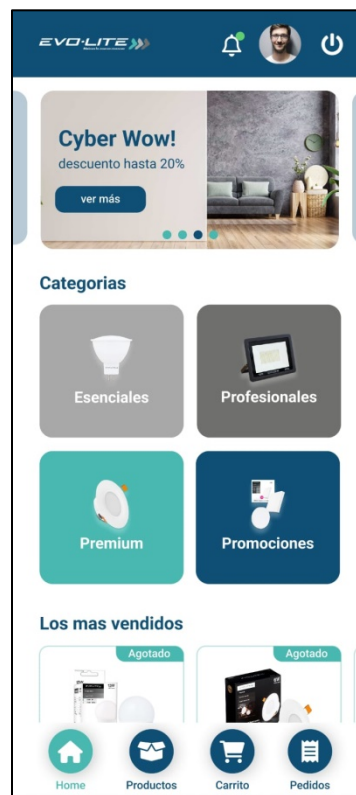 EVO·LITE
Cyber Wow!
descuento hasta 20%
ver más
Categorias
Esenciales
Profesionales
Premium
Promociones
Los mas vendidos
Agotado
Agotado
Home
Productos
Carrito
Pedidos